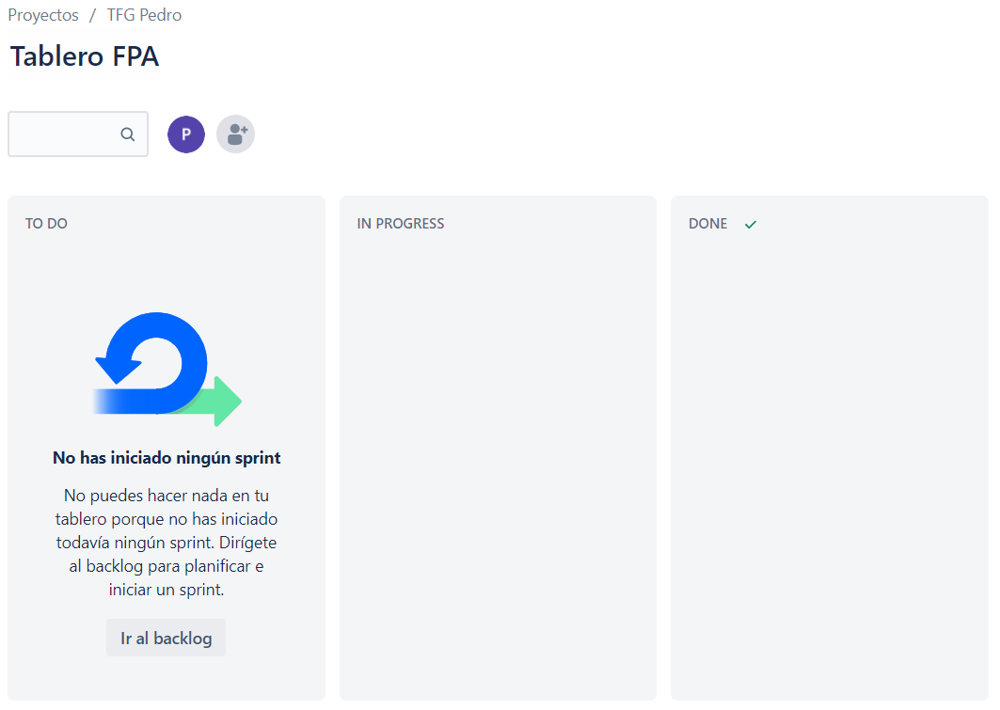 Proyectos / TFG Pedro
Tablero FPA
P
TO DO
IN PROGRESS
DONE
No has iniciado ningún sprint
No puedes hacer nada en tu
tablero porque no has iniciado
todavía ningún sprint. Dirígete
al backlog para planificar e
iniciar un sprint.
Ir al backlog